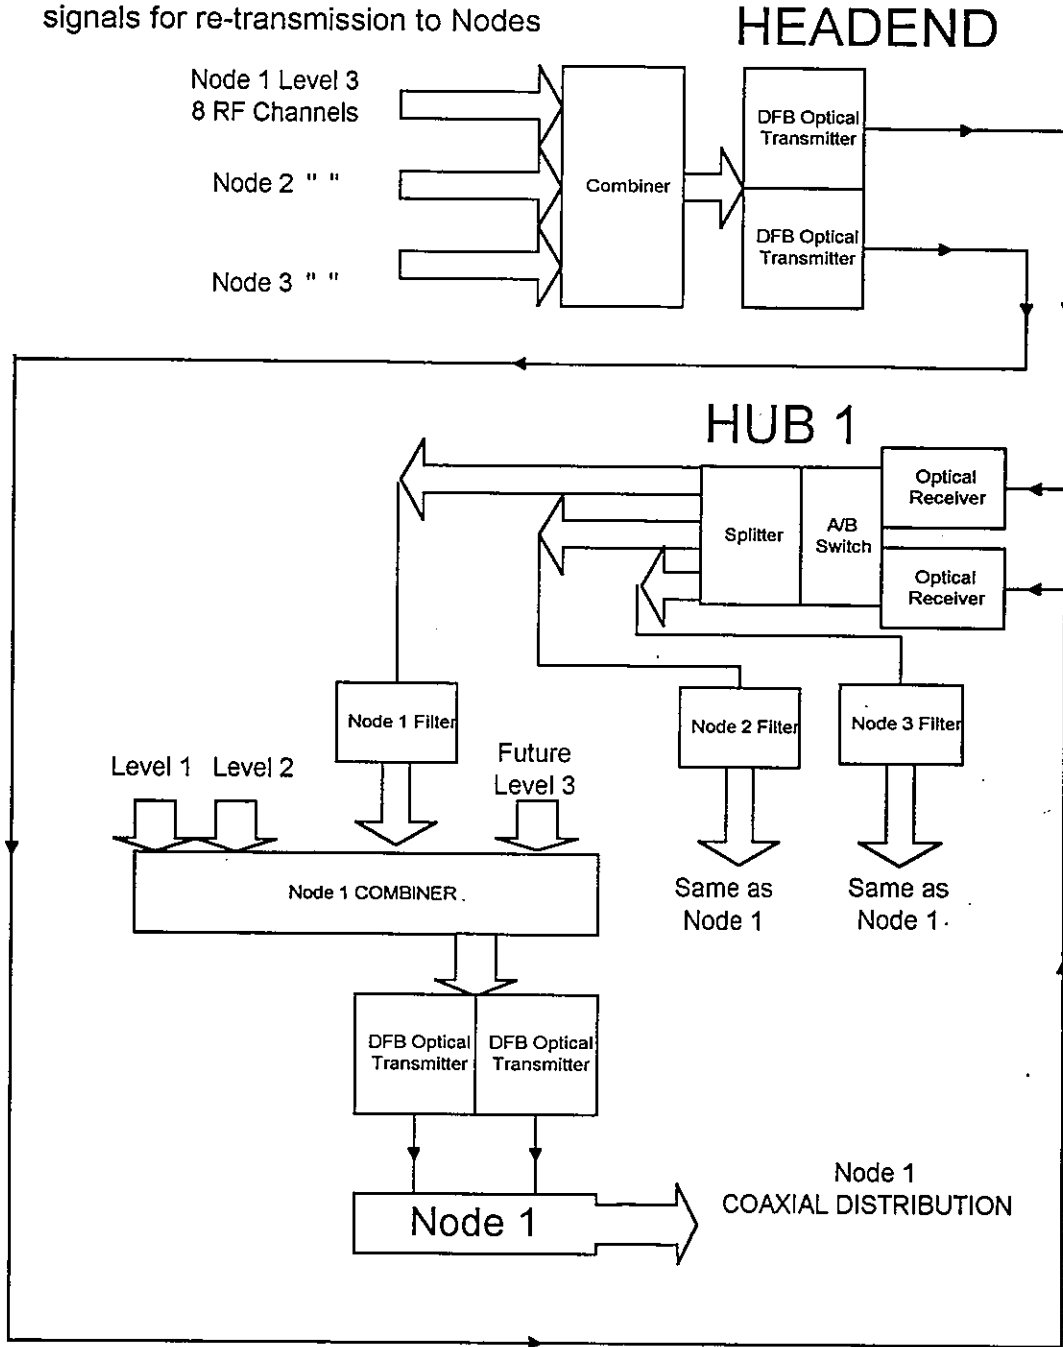 signals for re-transmission to Nodes
HEADEND
Node 1 Level 3
8 RF Channels
Node 2 " "
Node 3 " "
Combiner
DFB Optical
Transmitter
DFB Optical
Transmitter
HUB 1
Splitter
A/B
Switch
Optical
Receiver
Optical
Receiver
Node 1 Filter
Node 2 Filter
Node 3 Filter
Level 1
Level 2
Future
Level 3
Node 1 COMBINER
Same as
Node 1
Same as
Node 1
DFB Optical
Transmitter
DFB Optical
Transmitter
Node 1
Node 1
COAXIAL DISTRIBUTION